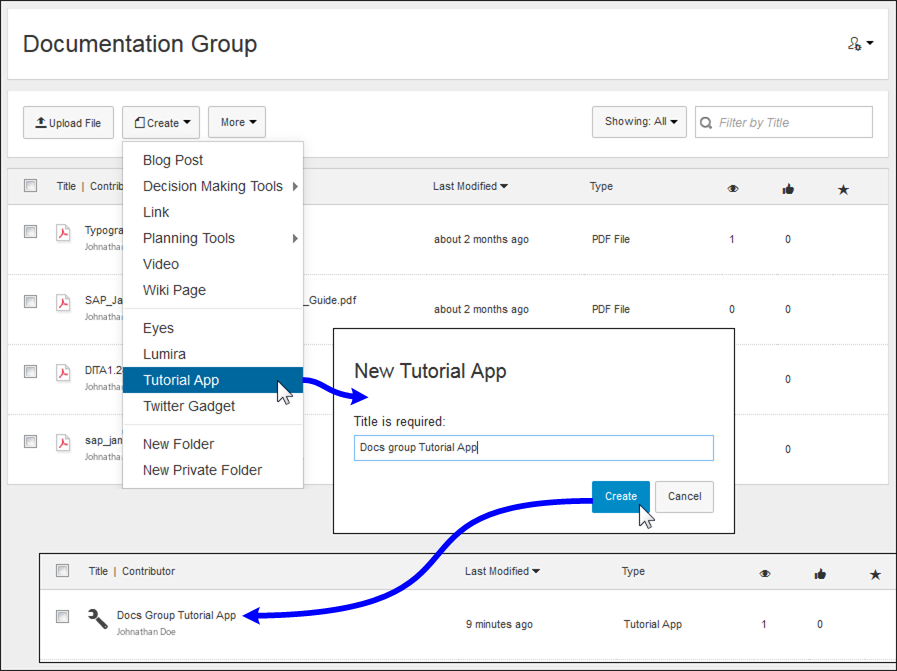 Documentation Group
Upload File
Create
More
Showing: All
Filter by Title
Title | Contrib
Last Modified
Type
Blog Post
Decision Making Tools
Link
Planning Tools
Video
Wiki Page
Eyes
Lumira
Tutorial App
Twitter Gadget
New Folder
New Private Folder
Typogra
Johnathan
about 2 months ago
PDF File
1
0
SAP_Ja
_Guide.pdf
Johnathan
about 2 months ago
PDF File
0
0
DITA1.2
Johnathan
0
sap_jan
Johnathan
0
New Tutorial App
Title is required:
Docs group Tutorial App
Create
Cancel
Title | Contributor
Last Modified
Type
Docs Group Tutorial App
Johnathan Doe
9 minutes ago
Tutorial App
1
0